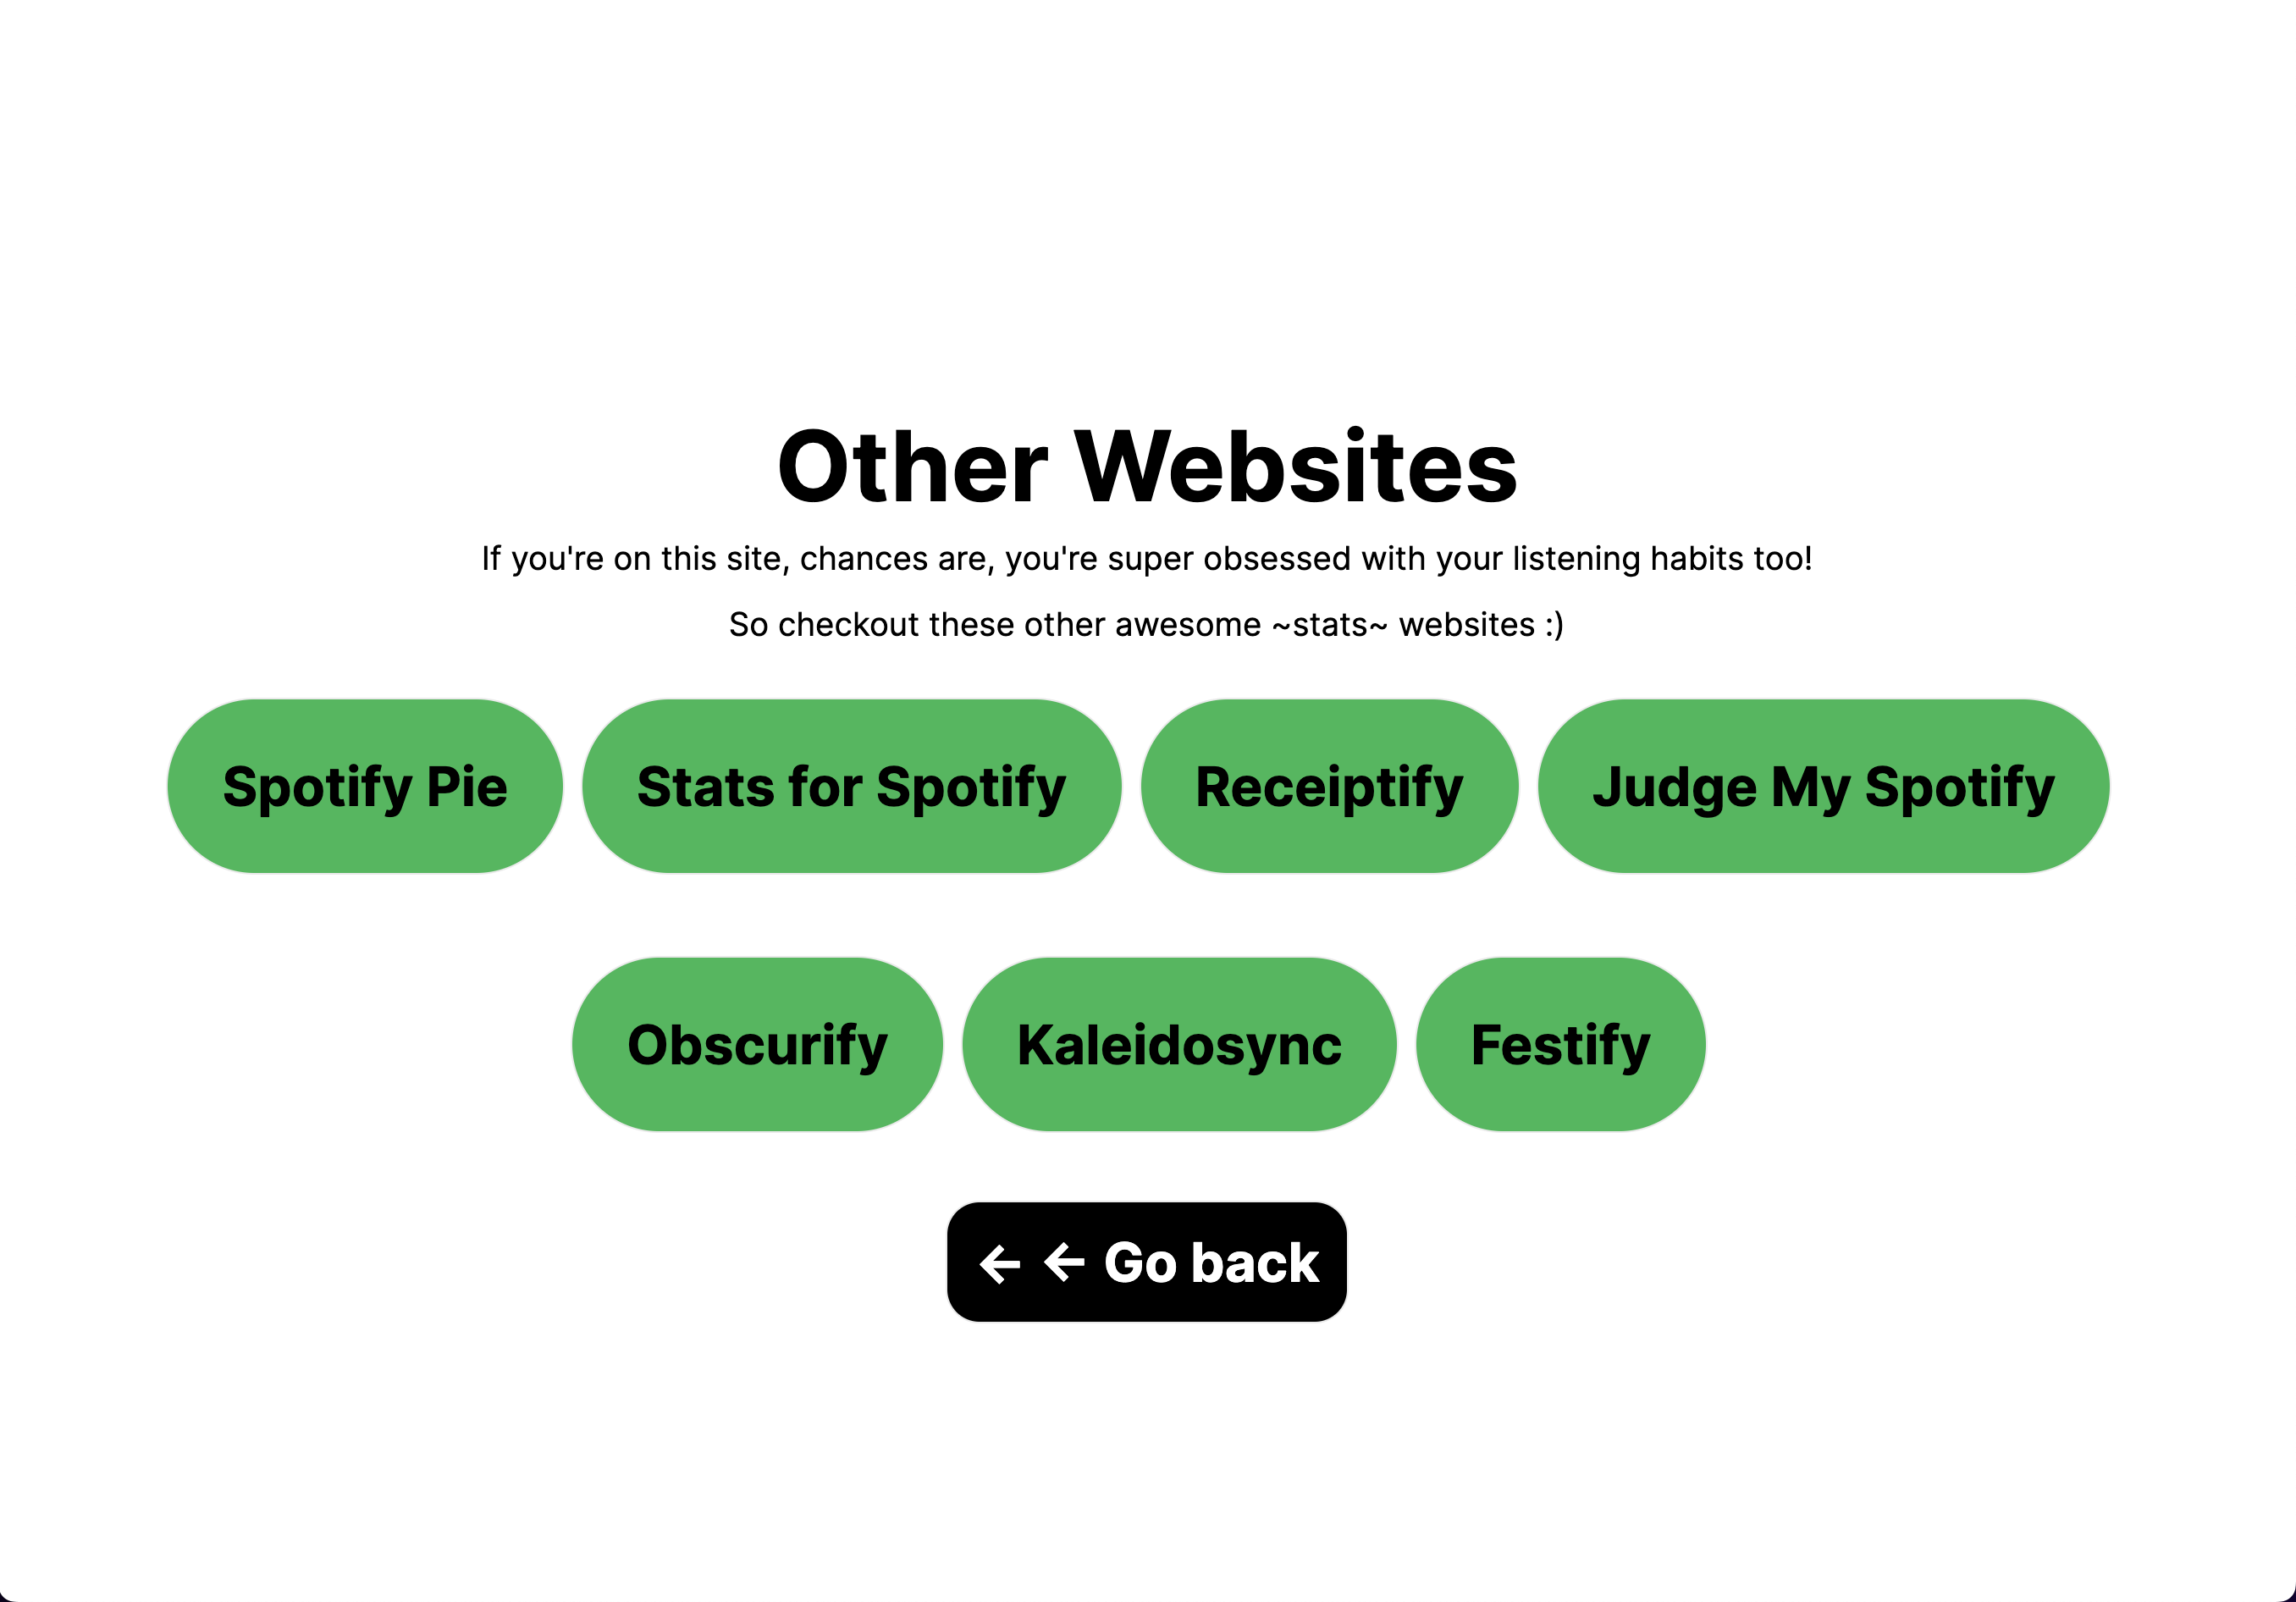 Other Websites
If you're on this site, chances are, you're super obsessed with your listening habits too!
So checkout these other awesome ~stats~ websites :)
Spotify Pie
Stats for Spotify
Receiptify
Judge My Spotify
Obscurify
Kaleidosync
Festify
← ← Go back